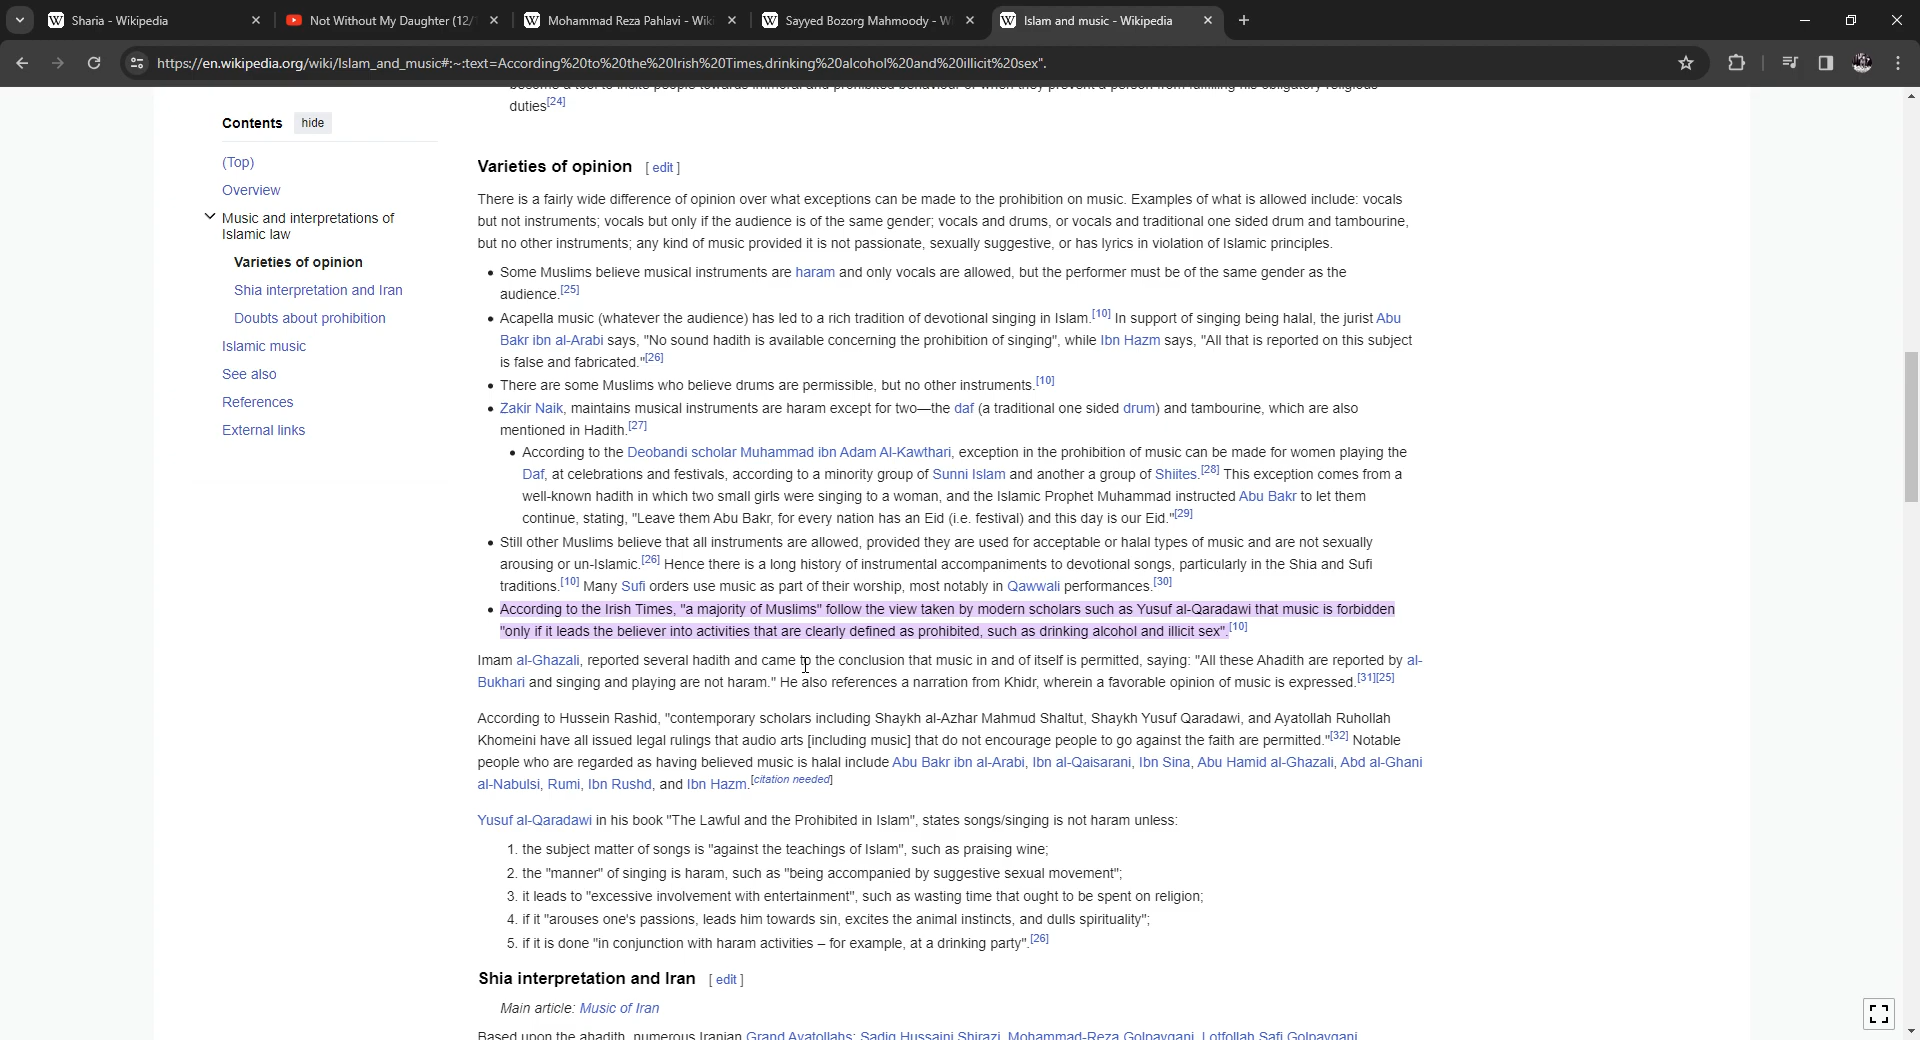 Sharia - Wikipedia
Not Without My Daughter (12/
Mohammad Reza Pahlavi - Wiki
Sayyed Bozorg Mahmoody - W
Islam and music - Wikipedia
https://en.wikipedia.org/wiki/Islam_and_music#:~:text=According%20to%20the%20Irish%20Times,drinking%20alcohol%20and%20illicit%20sex".
become a tool to incite people towards immoral and prohibited behaviour or when they prevent a person from fulfilling his obligatory religious
duties[24]
Contents hide
(Top)
Overview
Music and interpretations of
Islamic law
Varieties of opinion
Shia interpretation and Iran
Doubts about prohibition
Islamic music
See also
References
External links
Varieties of opinion [ edit ]
There is a fairly wide difference of opinion over what exceptions can be made to the prohibition on music. Examples of what is allowed include: vocals
but not instruments; vocals but only if the audience is of the same gender; vocals and drums, or vocals and traditional one sided drum and tambourine,
but no other instruments; any kind of music provided it is not passionate, sexually suggestive, or has lyrics in violation of Islamic principles.
• Some Muslims believe musical instruments are haram and only vocals are allowed, but the performer must be of the same gender as the
audience.[25]
• Acapella music (whatever the audience) has led to a rich tradition of devotional singing in Islam.[10] In support of singing being halal, the jurist Abu
Bakr ibn al-Arabi says, "No sound hadith is available concerning the prohibition of singing", while Ibn Hazm says, "All that is reported on this subject
is false and fabricated."[26]
• There are some Muslims who believe drums are permissible, but no other instruments.[10]
• Zakir Naik, maintains musical instruments are haram except for two—the daf (a traditional one sided drum) and tambourine, which are also
mentioned in Hadith.[27]
• According to the Deobandi scholar Muhammad ibn Adam Al-Kawthari, exception in the prohibition of music can be made for women playing the
Daf, at celebrations and festivals, according to a minority group of Sunni Islam and another a group of Shiites.[28] This exception comes from a
well-known hadith in which two small girls were singing to a woman, and the Islamic Prophet Muhammad instructed Abu Bakr to let them
continue, stating, "Leave them Abu Bakr, for every nation has an Eid (i.e. festival) and this day is our Eid."[29]
• Still other Muslims believe that all instruments are allowed, provided they are used for acceptable or halal types of music and are not sexually
arousing or un-Islamic.[26] Hence there is a long history of instrumental accompaniments to devotional songs, particularly in the Shia and Sufi
traditions.[10] Many Sufi orders use music as part of their worship, most notably in Qawwali performances.[30]
• According to the Irish Times, "a majority of Muslims" follow the view taken by modern scholars such as Yusuf al-Qaradawi that music is forbidden
"only if it leads the believer into activities that are clearly defined as prohibited, such as drinking alcohol and illicit sex".[10]
Imam al-Ghazali, reported several hadith and came to the conclusion that music in and of itself is permitted, saying: "All these Ahadith are reported by al-
Bukhari and singing and playing are not haram." He also references a narration from Khidr, wherein a favorable opinion of music is expressed.[31][25]
According to Hussein Rashid, "contemporary scholars including Shaykh al-Azhar Mahmud Shaltut, Shaykh Yusuf Qaradawi, and Ayatollah Ruhollah
Khomeini have all issued legal rulings that audio arts [including music] that do not encourage people to go against the faith are permitted."[32] Notable
people who are regarded as having believed music is halal include Abu Bakr ibn al-Arabi, Ibn al-Qaisarani, Ibn Sina, Abu Hamid al-Ghazali, Abd al-Ghani
al-Nabulsi, Rumi, Ibn Rushd, and Ibn Hazm.[citation needed]
Yusuf al-Qaradawi in his book "The Lawful and the Prohibited in Islam", states songs/singing is not haram unless:
1. the subject matter of songs is "against the teachings of Islam", such as praising wine;
2. the "manner" of singing is haram, such as "being accompanied by suggestive sexual movement";
3. it leads to "excessive involvement with entertainment", such as wasting time that ought to be spent on religion;
4. if it "arouses one's passions, leads him towards sin, excites the animal instincts, and dulls spirituality";
5. if it is done "in conjunction with haram activities – for example, at a drinking party".[26]
Shia interpretation and Iran [ edit ]
Main article: Music of Iran
Based upon the ahadith, numerous Iranian Grand Ayatollahs; Sadiq Hussaini Shirazi, Mohammad-Reza Golpaygani, Lotfollah Safi Golpaygani,